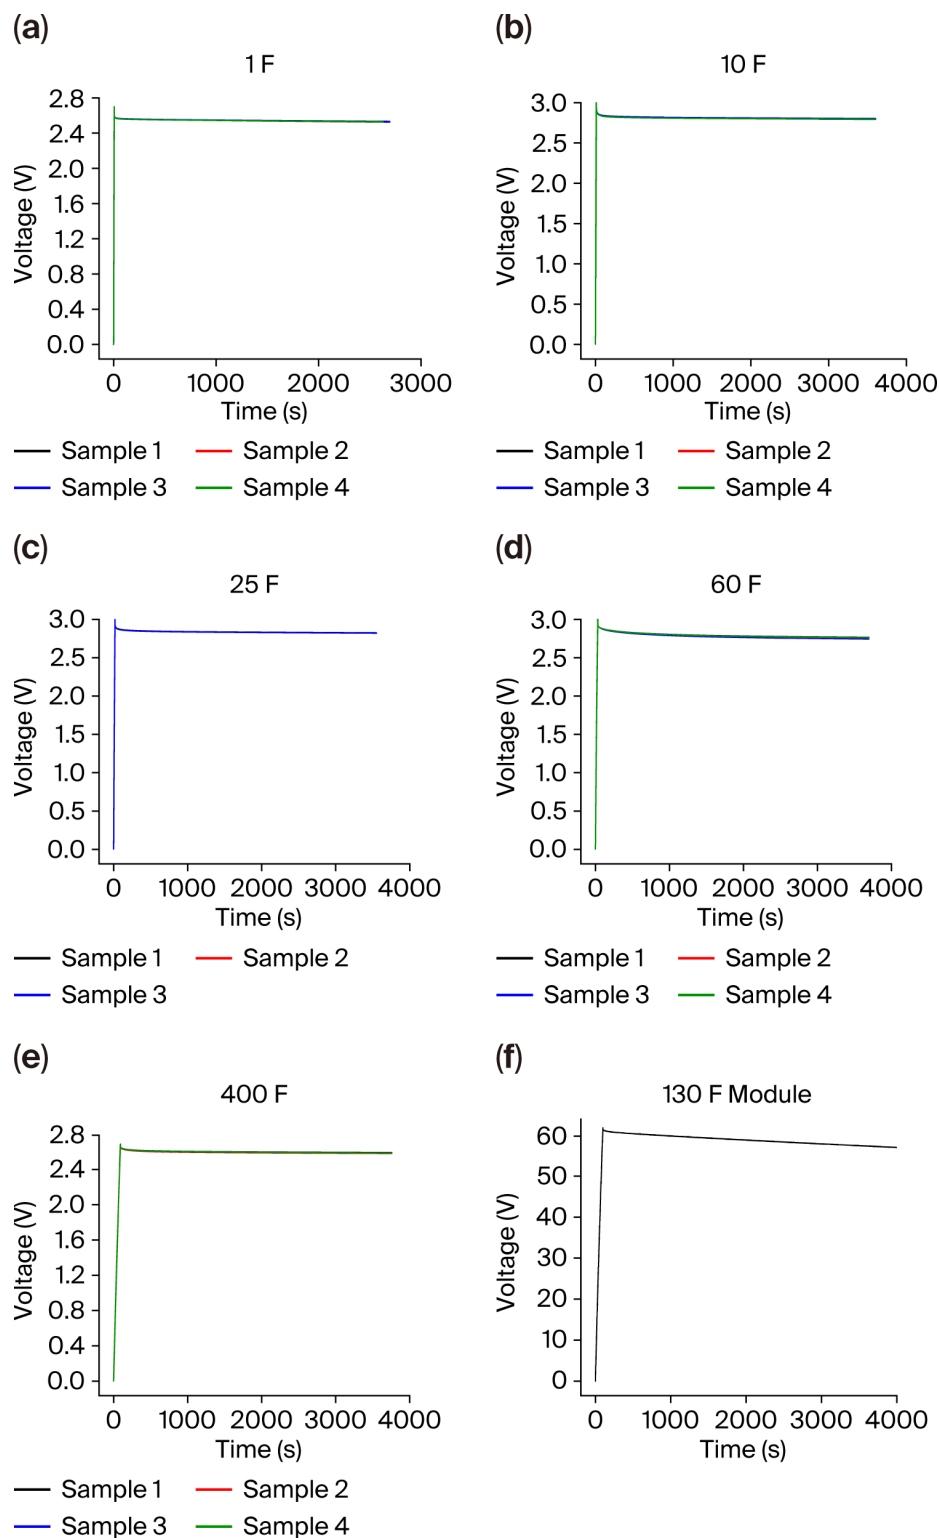 (a)
1 F
2.8
2.4
2.0
1.6
1.2
0.8
0.4
0.0
Voltage (V)
0 1000 2000 3000
Time (s)
Sample 1 Sample 2
Sample 3 Sample 4
(b)
10 F
3.0
2.5
2.0
1.5
1.0
0.5
0.0
Voltage (V)
0 1000 2000 3000 4000
Time (s)
Sample 1 Sample 2
Sample 3 Sample 4
(c)
25 F
3.0
2.5
2.0
1.5
1.0
0.5
0.0
Voltage (V)
0 1000 2000 3000 4000
Time (s)
Sample 1 Sample 2
Sample 3
(d)
60 F
3.0
2.5
2.0
1.5
1.0
0.5
0.0
Voltage (V)
0 1000 2000 3000 4000
Time (s)
Sample 1 Sample 2
Sample 3 Sample 4
(e)
400 F
2.8
2.4
2.0
1.6
1.2
0.8
0.4
0.0
Voltage (V)
0 1000 2000 3000 4000
Time (s)
Sample 1 Sample 2
Sample 3 Sample 4
(f)
130 F Module
60
50
40
30
20
10
0
Voltage (V)
0 1000 2000 3000 4000
Time (s)